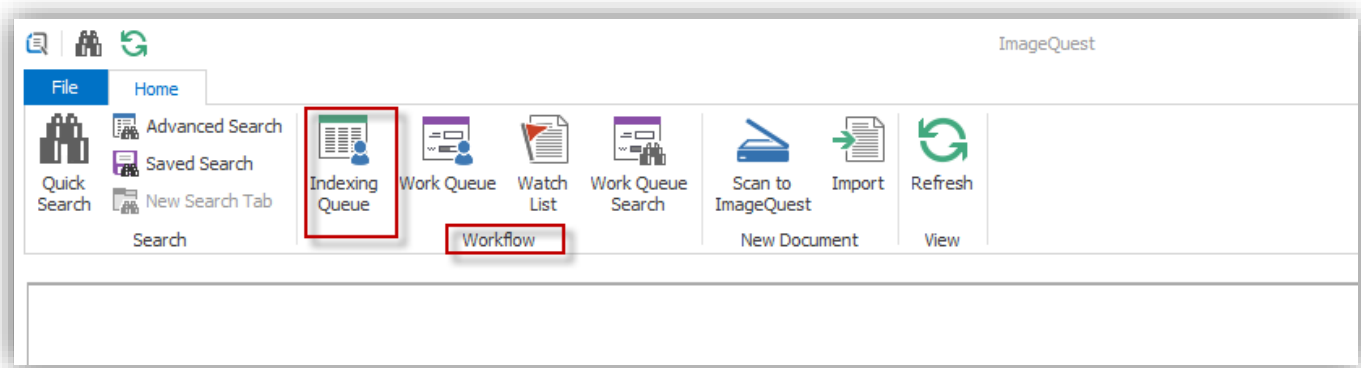 ImageQuest
File Home
Quick
Search
Advanced Search
Saved Search
New Search Tab
Search
Indexing
Queue
Work Queue
Watch
List
Work Queue
Search
Workflow
Scan to
ImageQuest
Import
New Document
Refresh
View